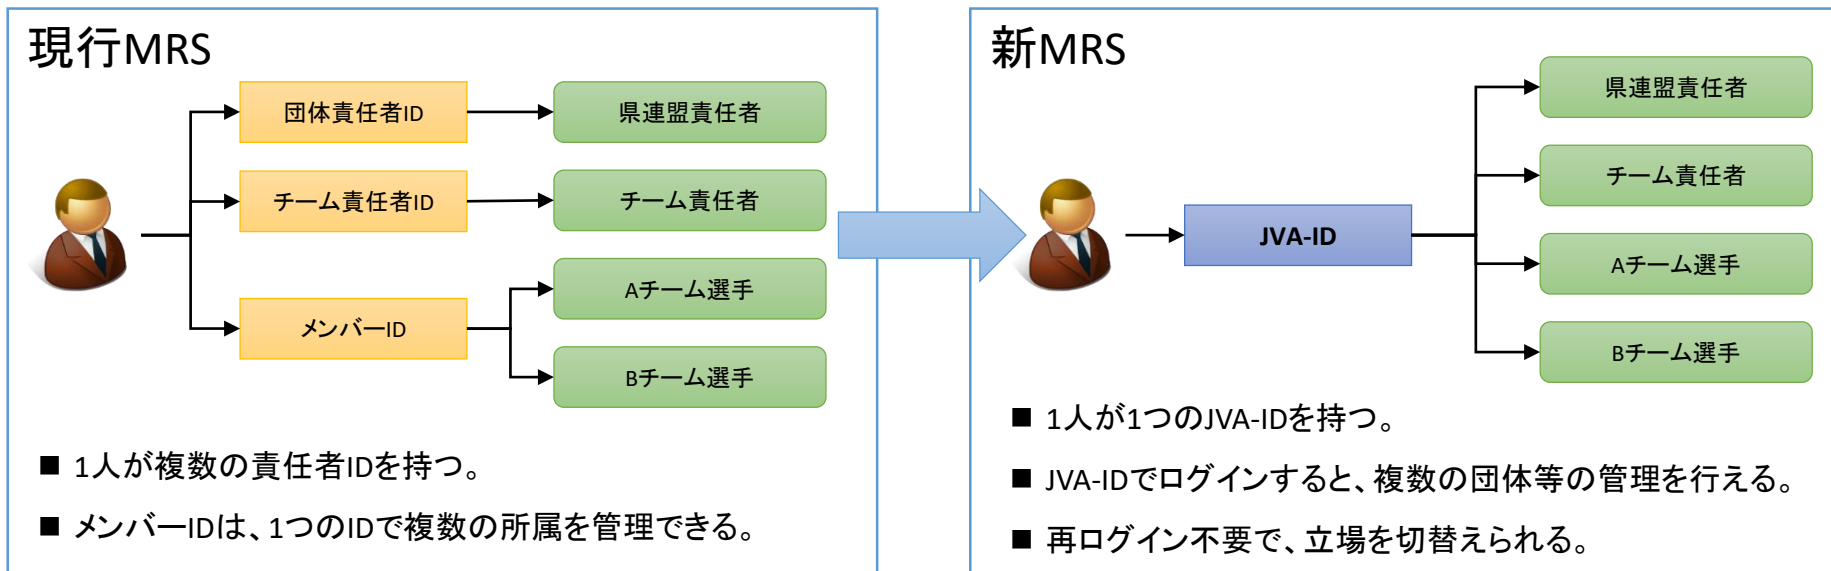 現行MRS
団体責任者ID
県連盟責任者
チーム責任者ID
チーム責任者
メンバーID
Aチーム選手
Bチーム選手
■ 1人が複数の責任者IDを持つ。
■ メンバーIDは、1つのIDで複数の所属を管理できる。
新MRS
JVA-ID
県連盟責任者
チーム責任者
Aチーム選手
Bチーム選手
■ 1人が1つのJVA-IDを持つ。
■ JVA-IDでログインすると、複数の団体等の管理を行える。
■ 再ログイン不要で、立場を切替えられる。